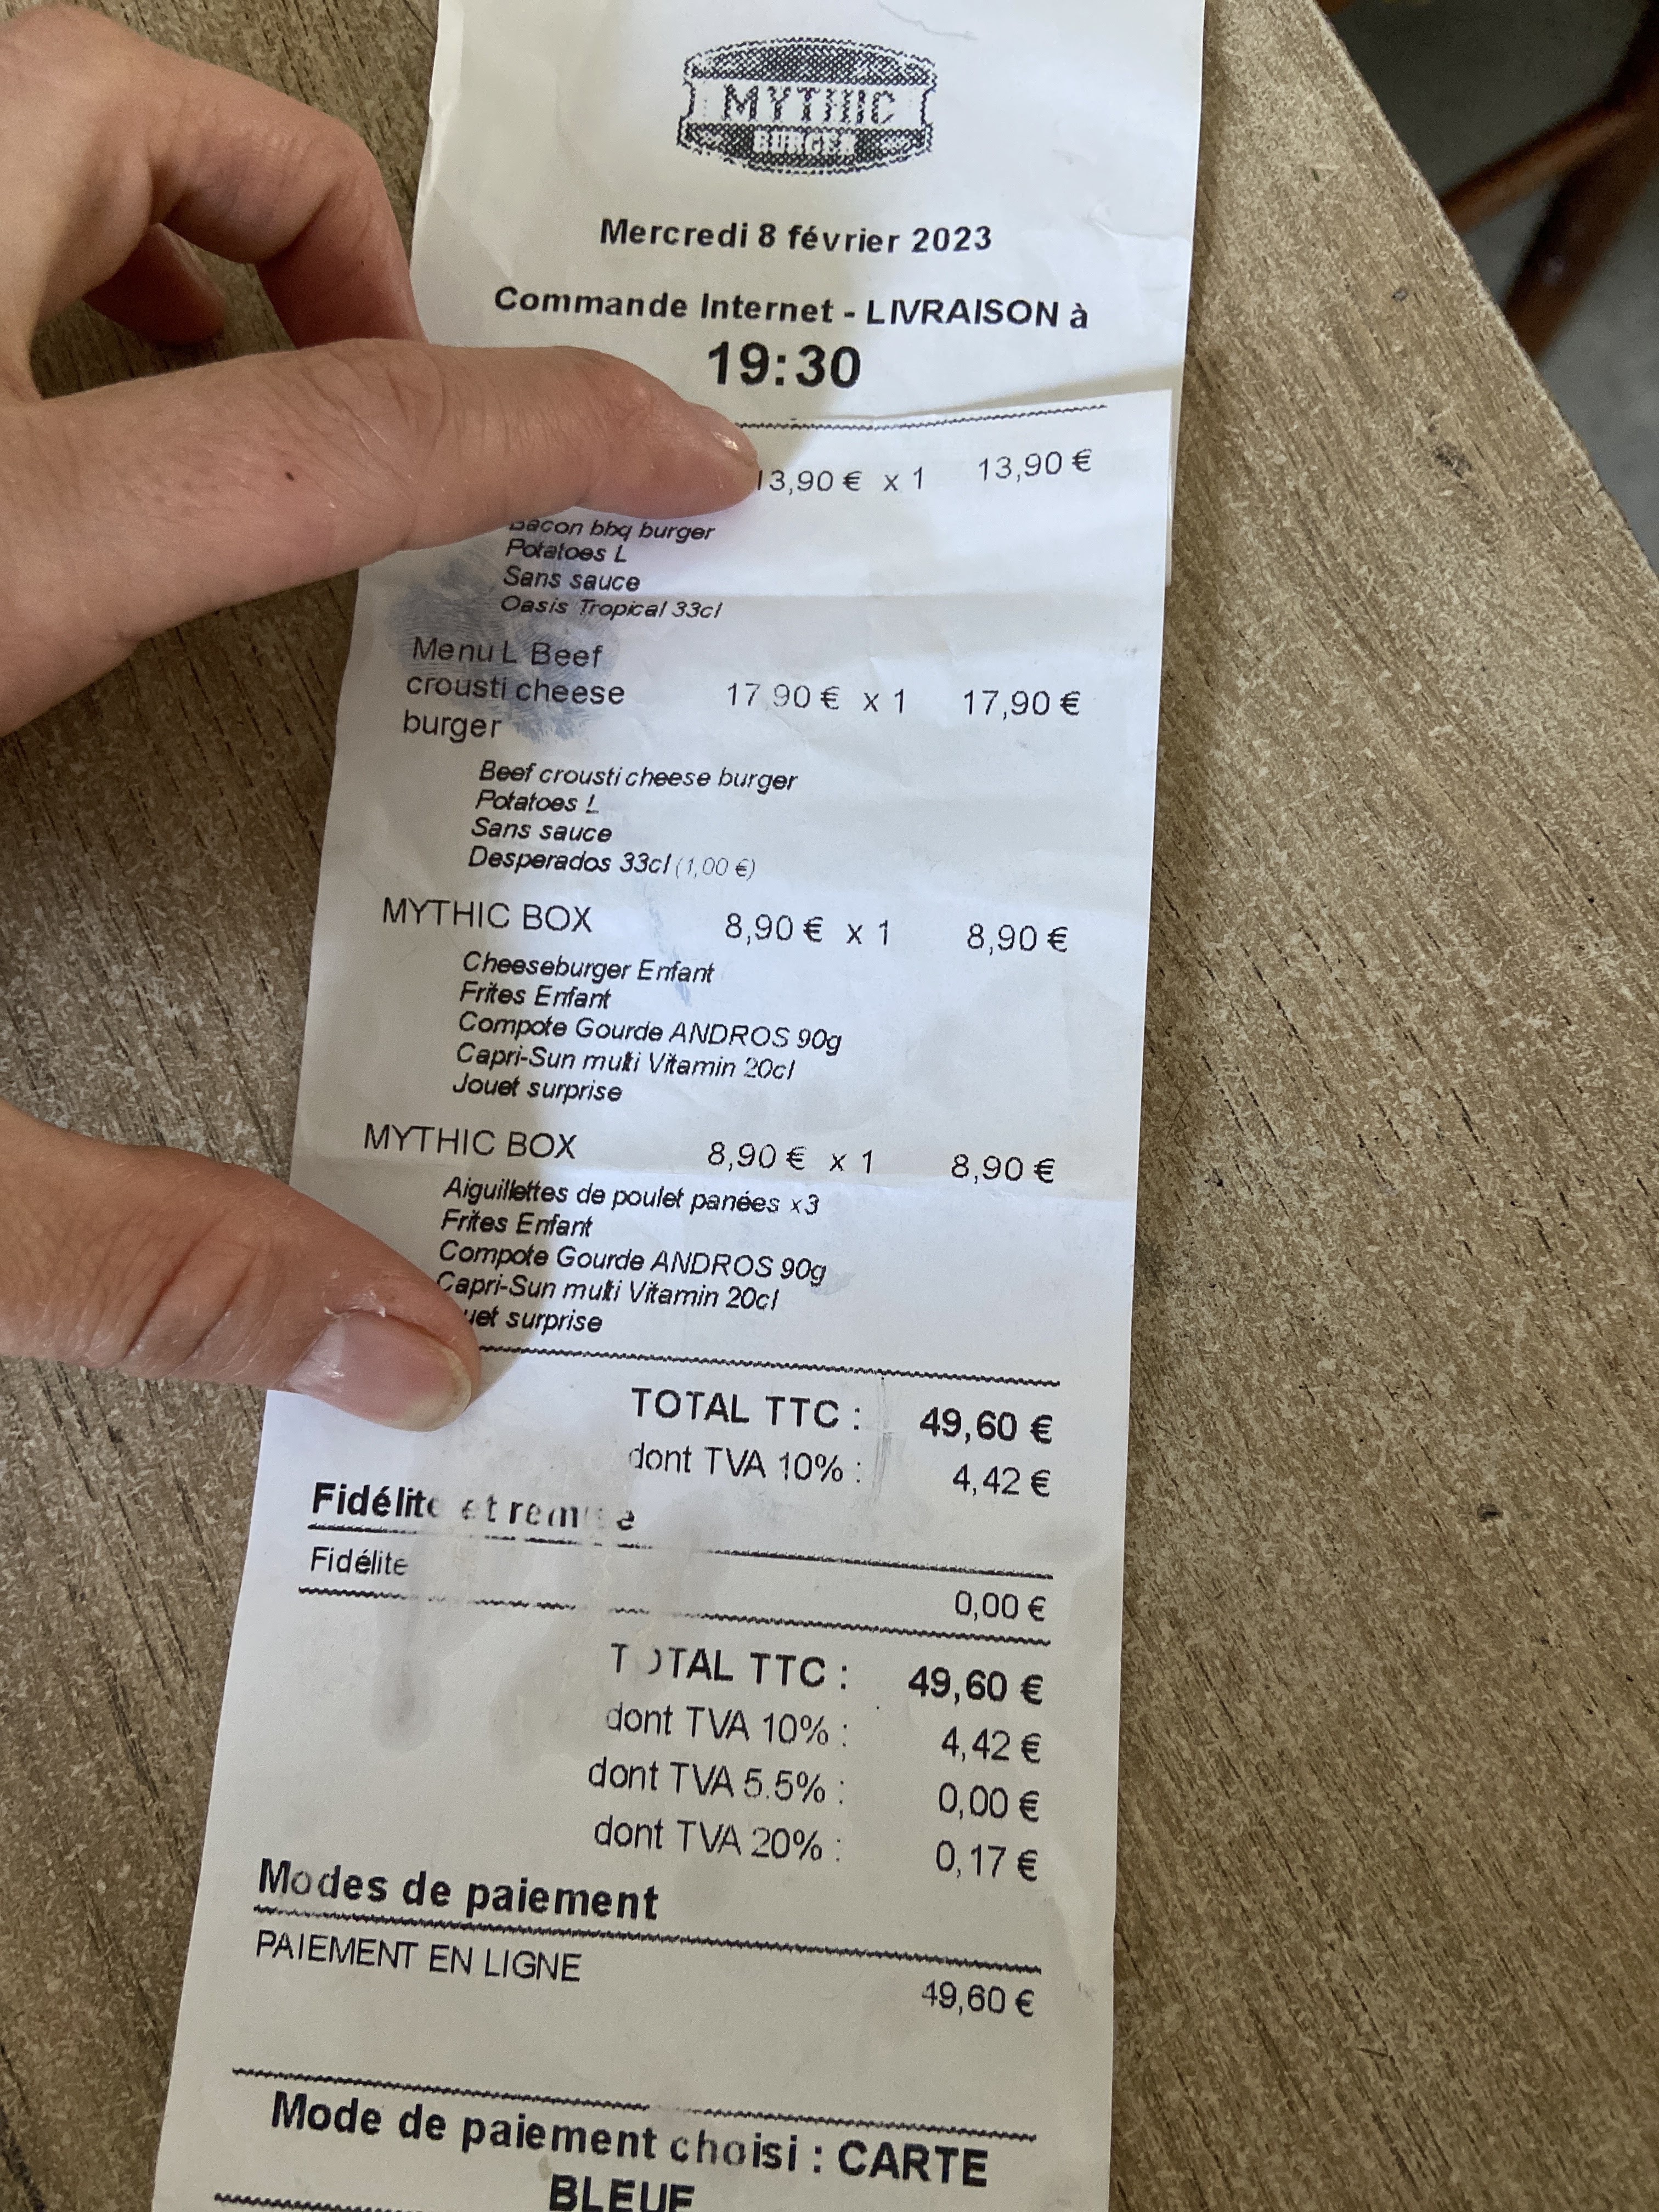 MYTHIC
BURGER
Mercredi 8 février 2023
Commande Internet - LIVRAISON à
19:30
13,90 € x 1 13,90 €
Bacon bbq burger
Potatoes L
Sans sauce
Oasis Tropical 33cl
Menu L Beef
crousti cheese 17,90 € x 1 17,90 €
burger
Beef crousti cheese burger
Potatoes L
Sans sauce
Desperados 33cl (1,00 €)
MYTHIC BOX 8,90 € x 1 8,90 €
Cheeseburger Enfant
Frites Enfant
Compote Gourde ANDROS 90g
Capri-Sun multi Vitamin 20cl
Jouet surprise
MYTHIC BOX 8,90 € x 1 8,90 €
Aiguillettes de poulet panées x3
Frites Enfant
Compote Gourde ANDROS 90g
Capri-Sun multi Vitamin 20cl
uet surprise
TOTAL TTC : 49,60 €
dont TVA 10% : 4,42 €
Fidélité et remise
Fidélité 0,00 €
TOTAL TTC : 49,60 €
dont TVA 10% : 4,42 €
dont TVA 5.5% : 0,00 €
dont TVA 20% : 0,17 €
Modes de paiement
PAIEMENT EN LIGNE 49,60 €
Mode de paiement choisi : CARTE
BLEUE